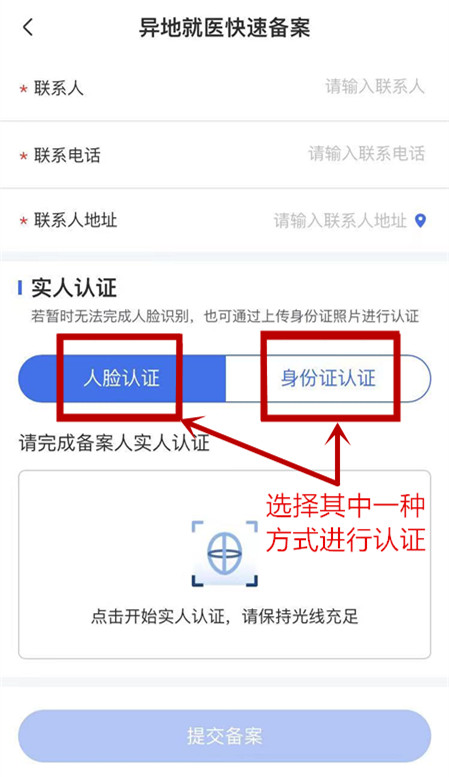 异地就医快速备案
* 联系人 请输入联系人
* 联系电话 请输入联系电话
* 联系人地址 请输入联系人地址
实人认证
若暂时无法完成人脸识别，也可通过上传身份证照片进行认证
人脸认证 身份证认证
请完成备案人实人认证
选择其中一种
方式进行认证
点击开始实人认证，请保持光线充足
提交备案